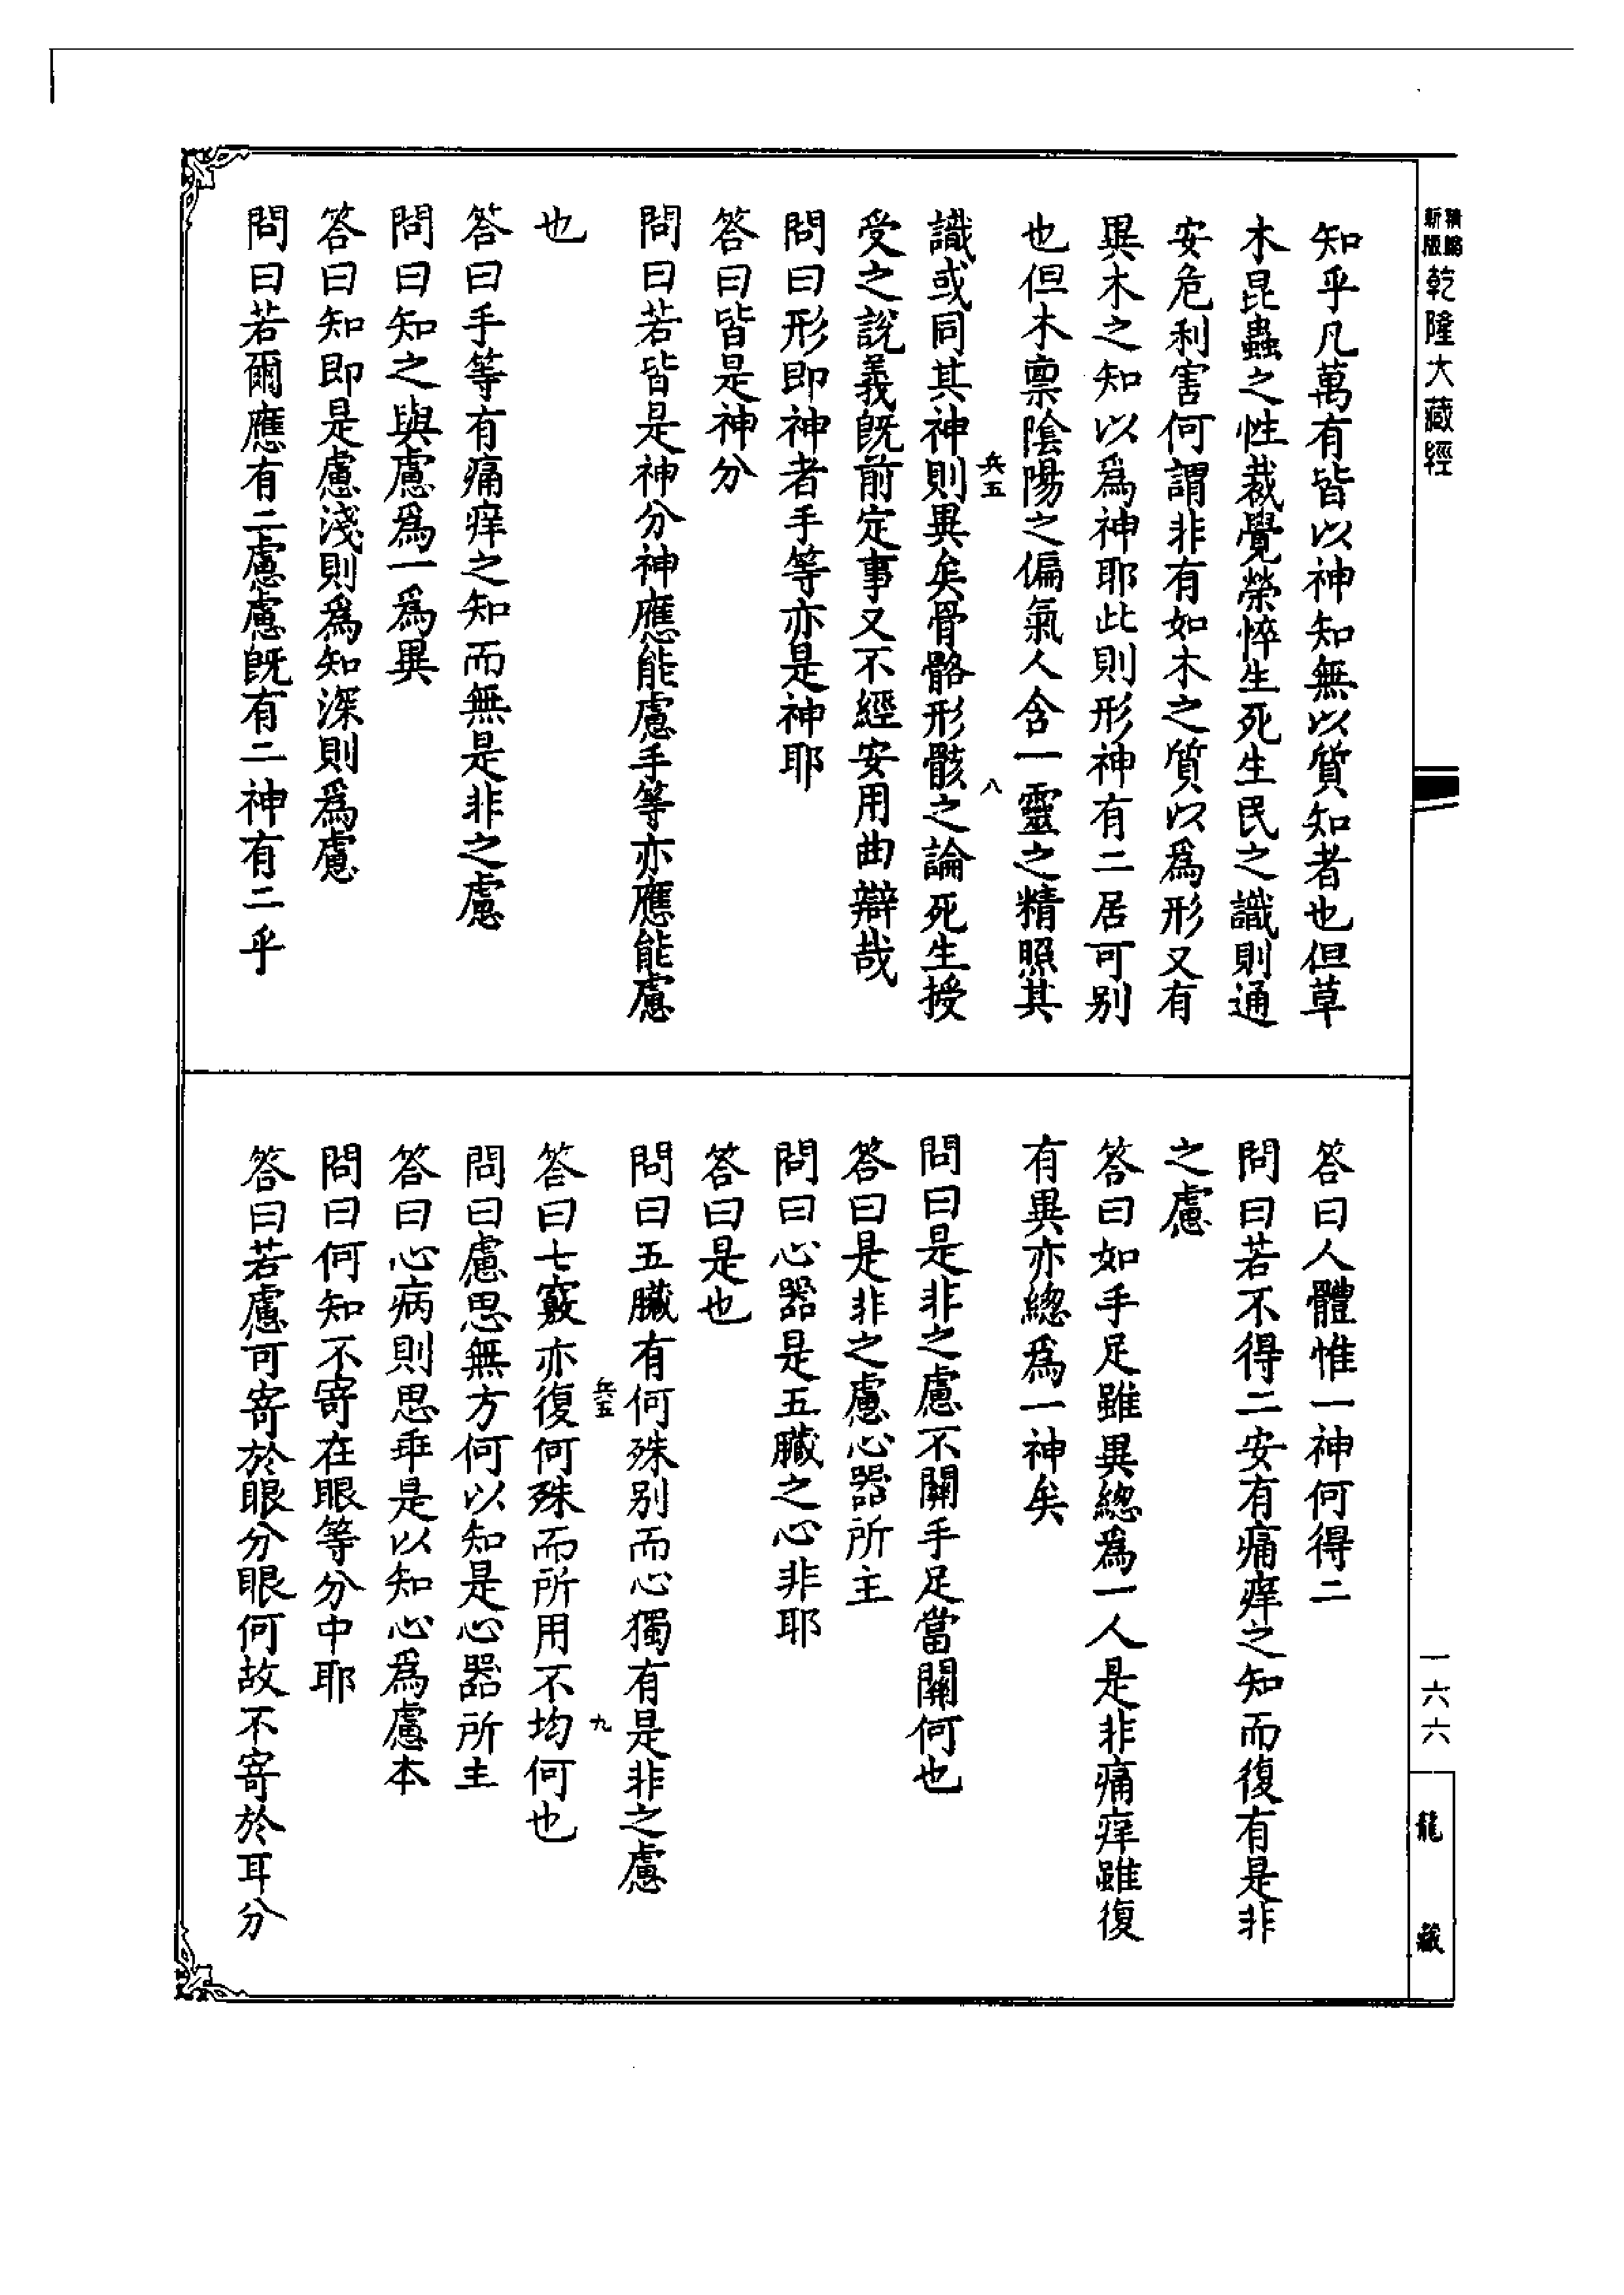 新版
精縮
乾隆大藏經
知乎凡萬有皆以神知無以質知者也但草
木昆蟲之性裁覺榮悴生死生民之識則通
安危利害何謂非有如木之質以爲形又有
異木之知以爲神耶此則形神有二居可别
也但木禀陰陽之偏氣人含一靈之精照其
兵五
八
識或同其神則異矣骨骼形骸之論死生授
受之説義既前定事又不經安用曲辯哉
問曰形即神者手等亦是神耶
答曰皆是神分
問曰若皆是神分神應能慮手等亦應能慮
也
答曰手等有痛痒之知而無是非之慮
問曰知之與慮爲一爲異
答曰知即是慮淺則爲知深則爲慮
問曰若爾應有二慮慮既有二神有二乎
答曰人體惟一神何得二
問曰若不得二安有痛痒之知而復有是非
之慮
答曰如手足雖異總爲一人是非痛痒雖復
有異亦總爲一神矣
問曰是非之慮不關手足當關何也
答曰是非之慮心器所主
問曰心器是五臟之心非耶
答曰是也
問曰五臟有何殊别而心獨有是非之慮
兵五
九
答曰七竅亦復何殊而所用不均何也
問曰慮思無方何以知是心器所主
答曰心病則思乖是以知心爲慮本
問曰何知不寄在眼等分中耶
答曰若慮可寄於眼分眼何故不寄於耳分
一六六
龍藏